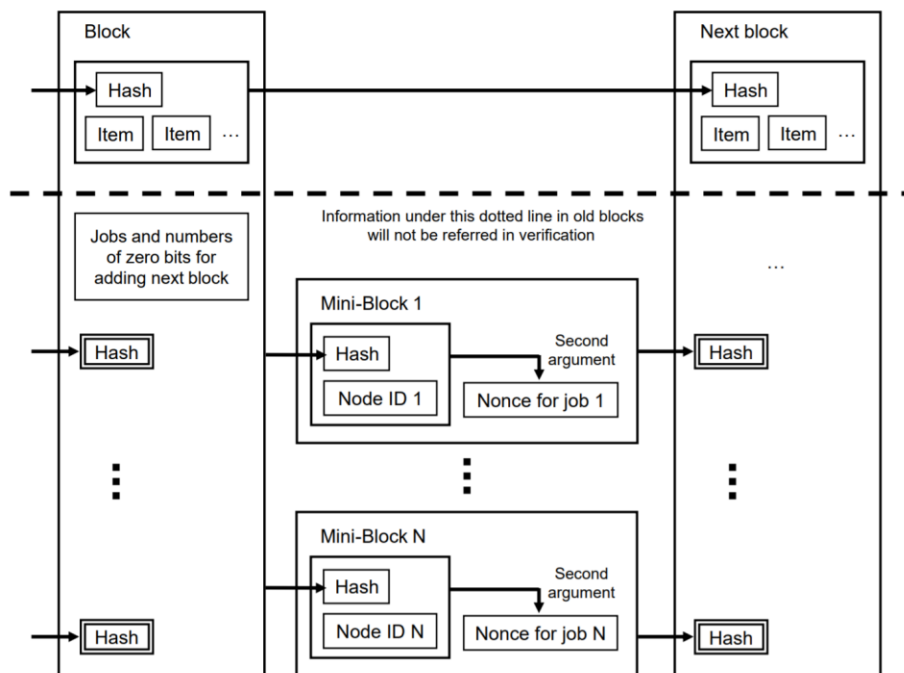 Block
Next block
Hash
Hash
Item
Item
...
Item
Item
...
Jobs and numbers
of zero bits for
adding next block
Information under this dotted line in old blocks
will not be referred in verification
...
Mini-Block 1
Hash
Hash
Second
argument
Hash
Node ID 1
Nonce for job 1
Mini-Block N
Hash
Second
argument
Hash
Node ID N
Nonce for job N
Hash